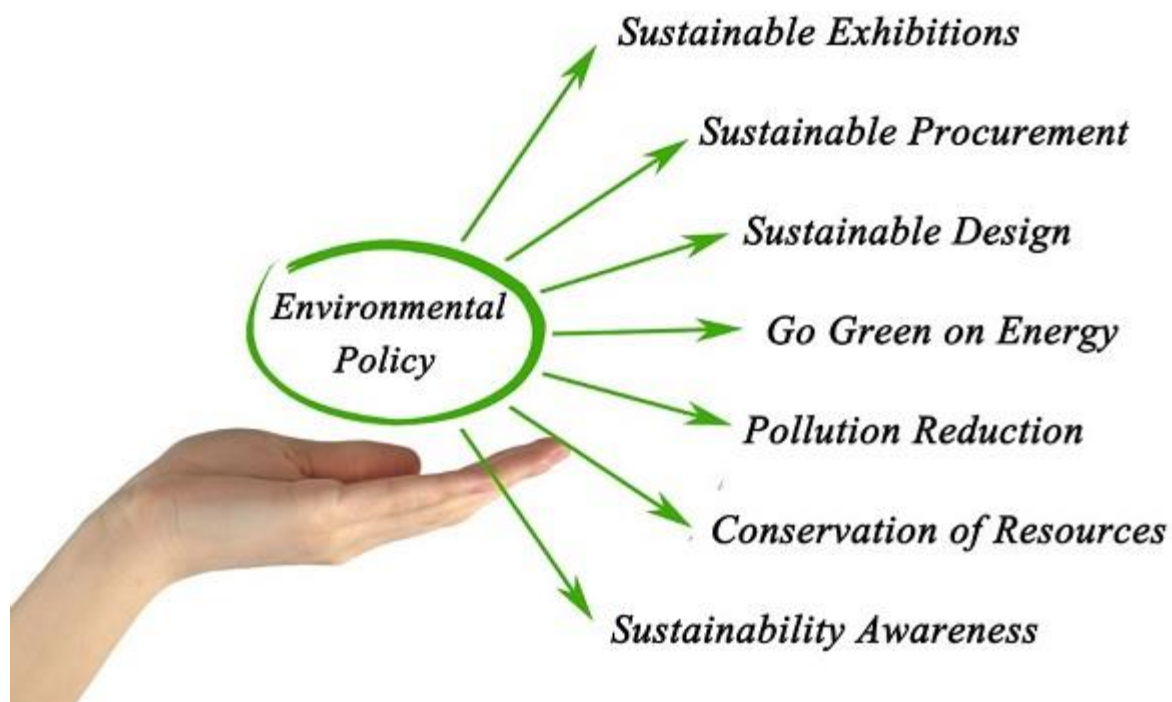 Sustainable Exhibitions
Sustainable Procurement
Sustainable Design
Environmental
Policy
Go Green on Energy
Pollution Reduction
Conservation of Resources
Sustainability Awareness